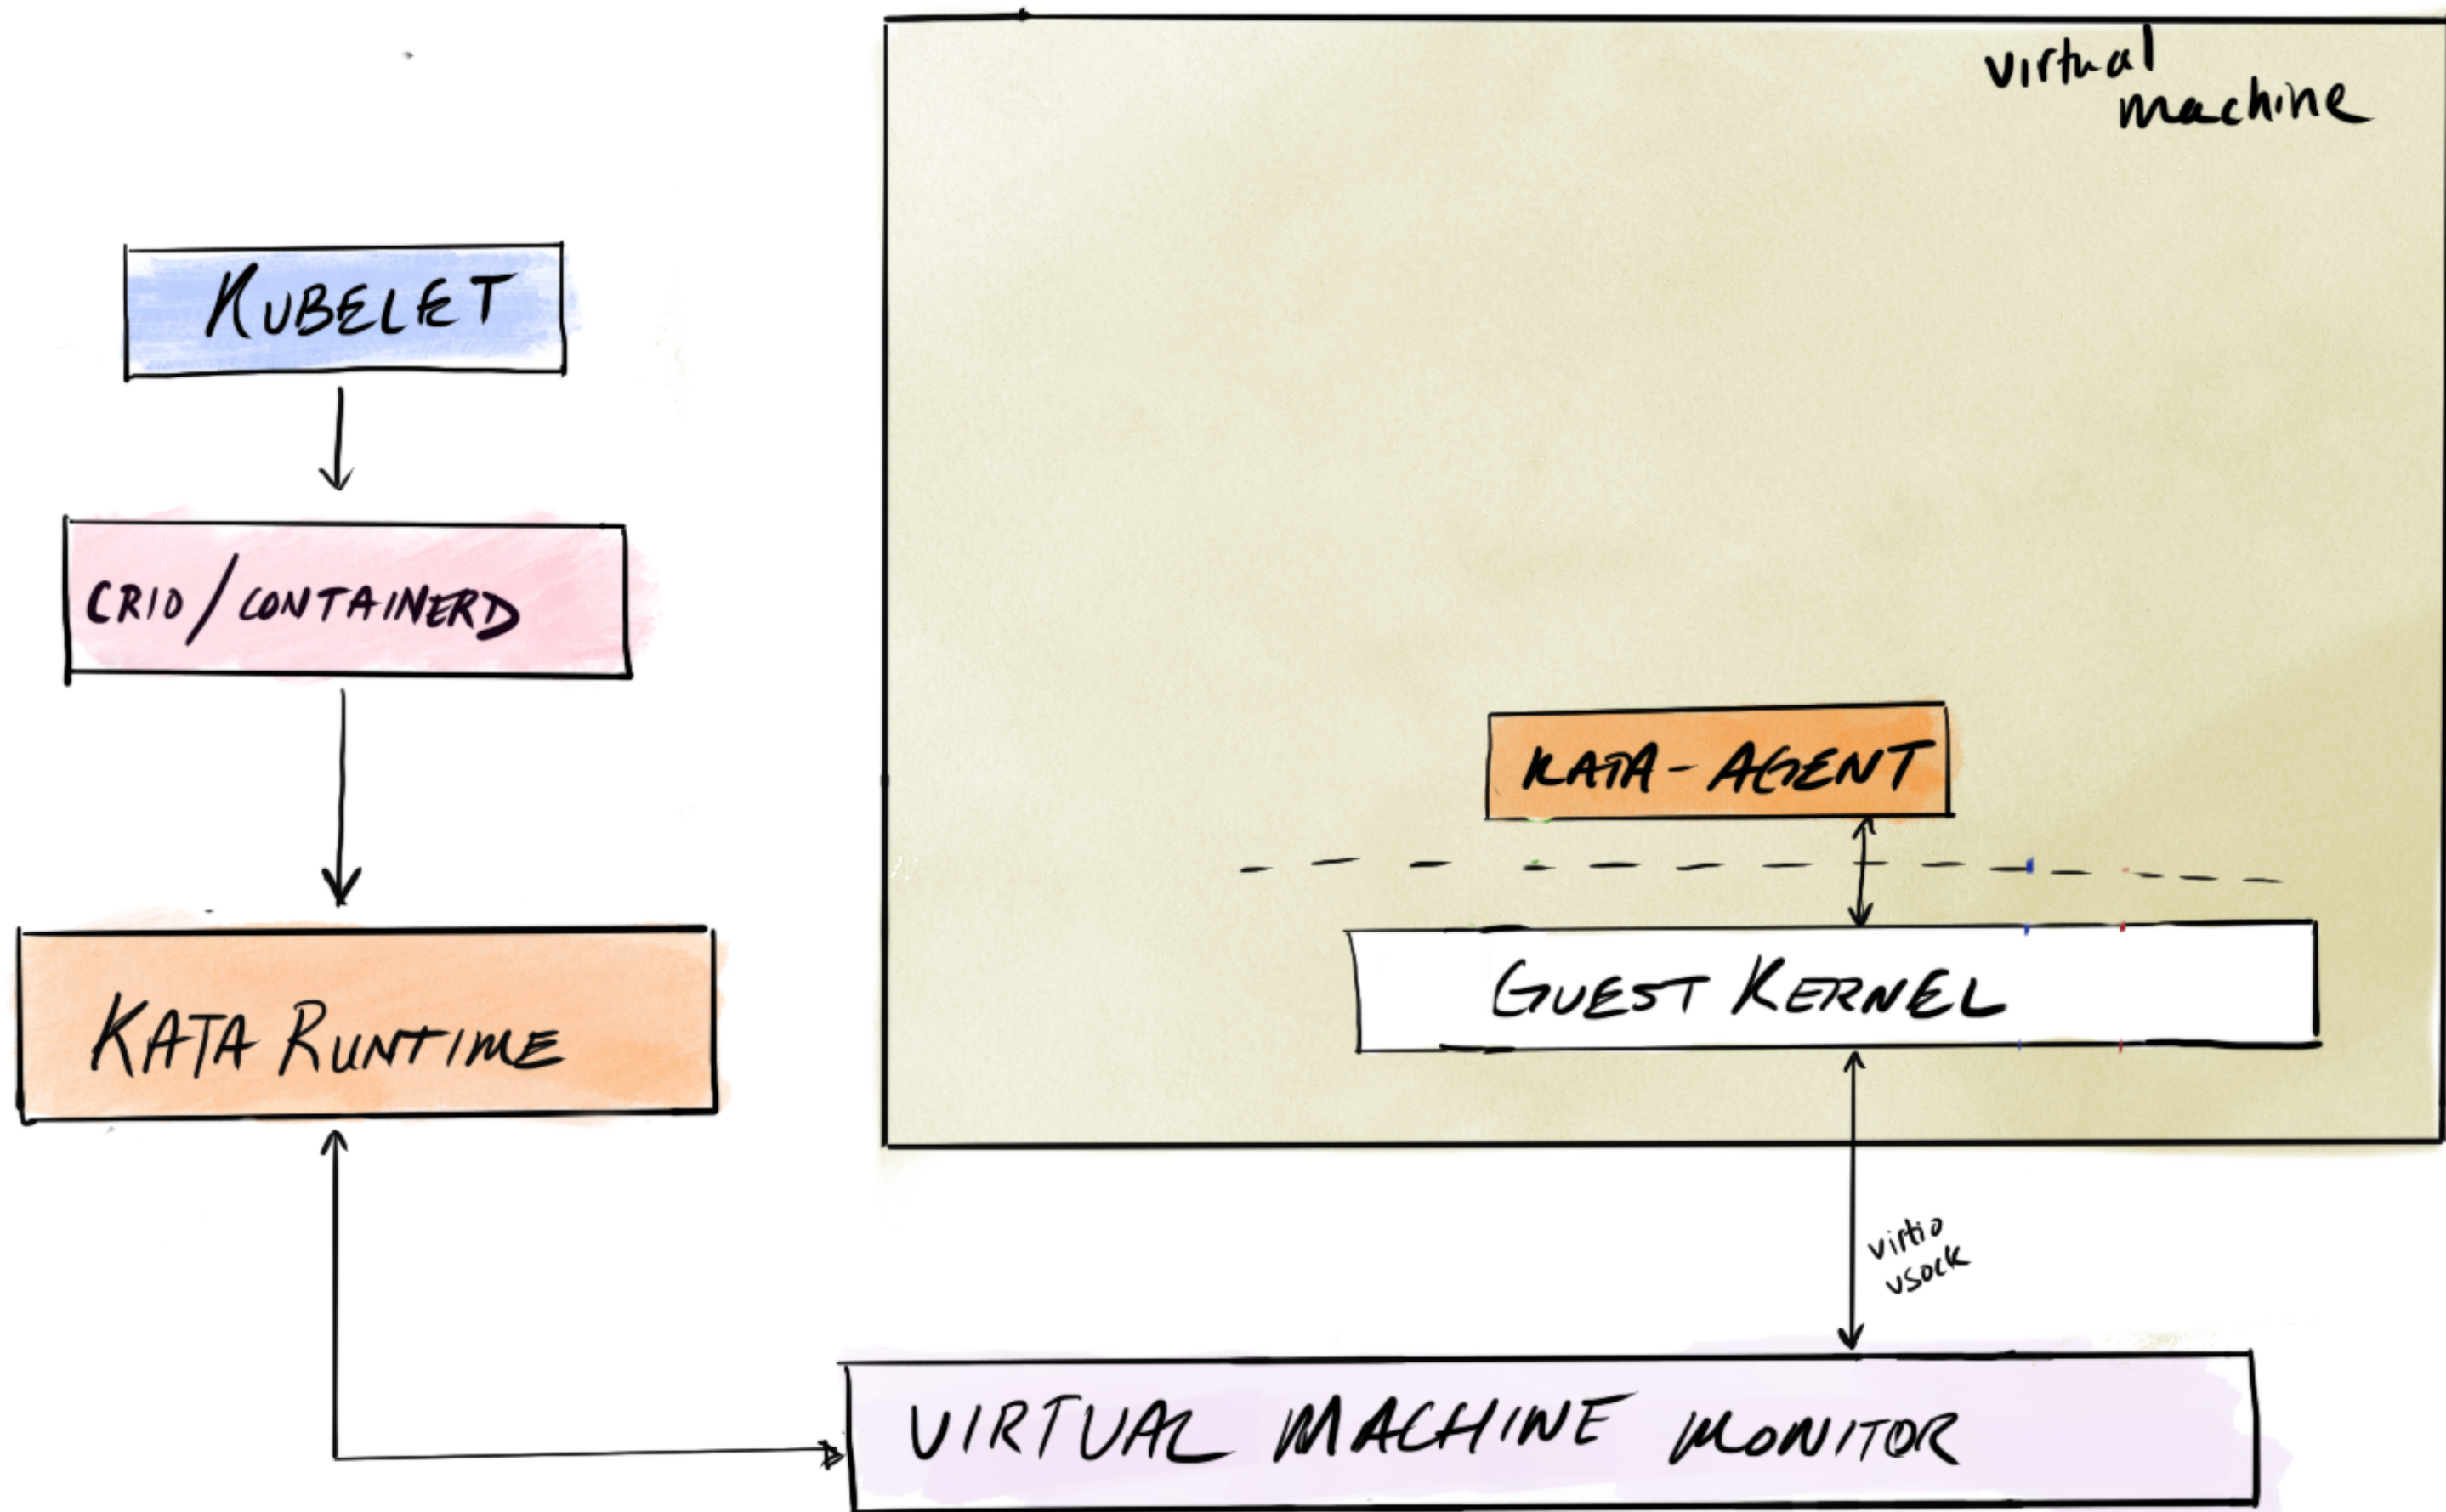 virtual
machine
KUBELET
CRIO/CONTAINERD
KATA-AGENT
GUEST KERNEL
KATA RUNTIME
virtio
vsock
VIRTUAL MACHINE MONITOR